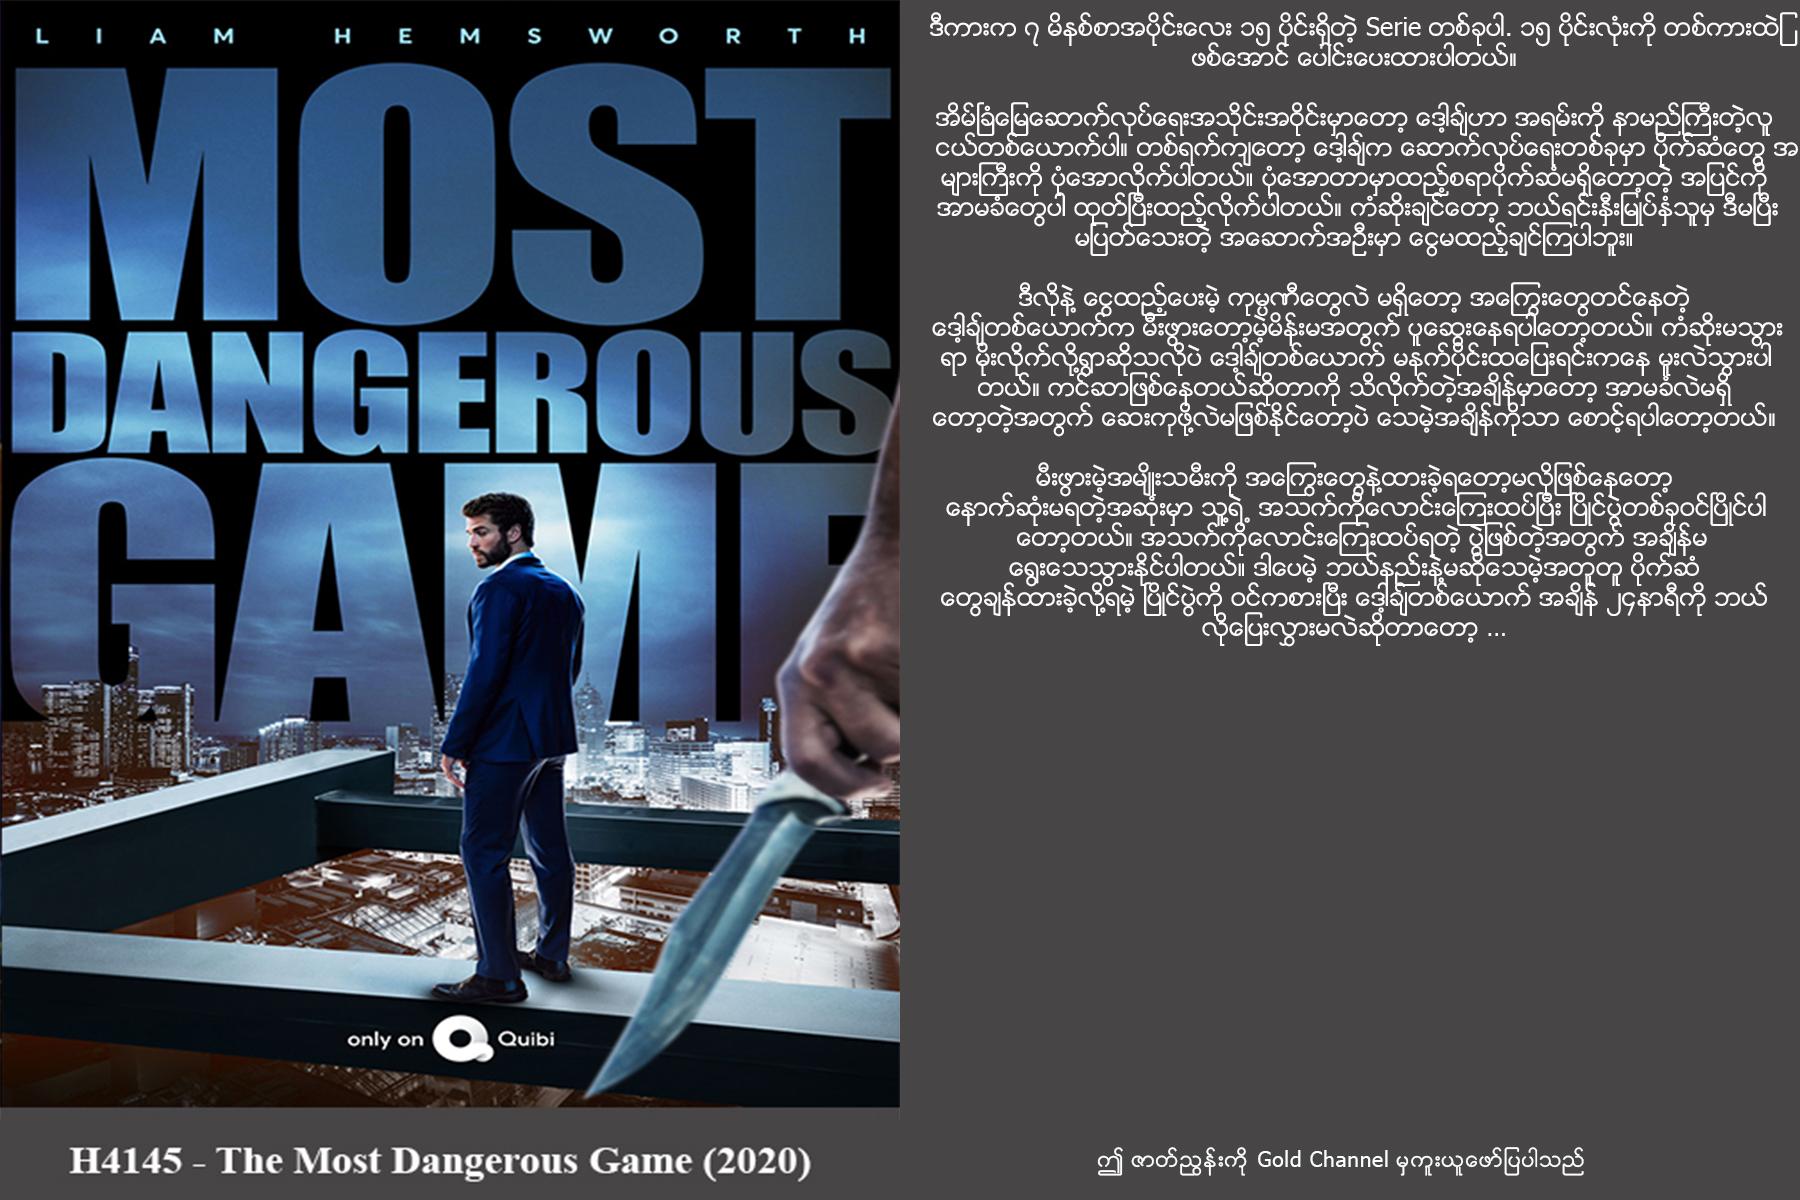 LIAM HEMSWORTH
MOST
DANGEROUS
GAME
only on Quibi
H4145 - The Most Dangerous Game (2020)
ဒီကားက ၇ မိနစ်စာအပိုင်းလေး ၁၅ ပိုင်းရှိတဲ့ Serie တစ်ခုပါ. ၁၅ ပိုင်းလုံးကို တစ်ကားထဲြ
ဖစ်အောင် ပေါင်းပေးထားပါတယ်။
အိမ်ခြံမြေဆောက်လုပ်ရေးအသိုင်းအဝိုင်းမှာတော့ ဒေါ့ချ်ဟာ အရမ်းကို နာမည်ကြီးတဲ့လူ
ငယ်တစ်ယောက်ပါ။ တစ်ရက်ကျတော့ ဒေါ့ချ်က ဆောက်လုပ်ရေးတစ်ခုမှာ ပိုက်ဆံတွေ အ
များကြီးကို ပုံအောလိုက်ပါတယ်။ ပုံအောတာမှာထည့်စရာပိုက်ဆံမရှိတော့တဲ့ အပြင်ကို
အာမခံတွေပါ ထုတ်ပြီးထည့်လိုက်ပါတယ်။ ကံဆိုးချင်တော့ ဘယ်ရင်းနှီးမြုပ်နှံသူမှ ဒီမပြီး
မပြတ်သေးတဲ့ အဆောက်အဦးမှာ ငွေမထည့်ချင်ကြပါဘူး။
ဒီလိုနဲ့ ငွေထည့်ပေးမဲ့ ကုမ္ပဏီတွေလဲ မရှိတော့ အကြွေးတွေတင်နေတဲ့
ဒေါ့ချ်တစ်ယောက်က မီးဖွားတော့မဲ့မိန်းမအတွက် ပူဆွေးနေရပါတော့တယ်။ ကံဆိုးမသွား
ရာ မိုးလိုက်လို့ရွာဆိုသလိုပဲ ဒေါ့ချ်တစ်ယောက် မနက်ပိုင်းထပြေးရင်းကနေ မူးလဲသွားပါ
တယ်။ ကင်ဆာဖြစ်နေတယ်ဆိုတာကို သိလိုက်တဲ့အချိန်မှာတော့ အာမခံလဲမရှိ
တော့တဲ့အတွက် ဆေးကုဖို့လဲမဖြစ်နိုင်တော့ပဲ သေမဲ့အချိန်ကိုသာ စောင့်ရပါတော့တယ်။
မီးဖွားမဲ့အမျိုးသမီးကို အကြွေးတွေနဲ့ထားခဲ့ရတော့မလိုဖြစ်နေတော့
နောက်ဆုံးမရတဲ့အဆုံးမှာ သူ့ရဲ့ အသက်ကိုလောင်းကြေးထပ်ပြီး ပြိုင်ပွဲတစ်ခုဝင်ပြိုင်ပါ
တော့တယ်။ အသက်ကိုလောင်းကြေးထပ်ရတဲ့ ပွဲဖြစ်တဲ့အတွက် အချိန်မ
ရွေးသေသွားနိုင်ပါတယ်။ ဒါပေမဲ့ ဘယ်နည်းနဲ့မဆိုသေမဲ့အတူတူ ပိုက်ဆံ
တွေချန်ထားခဲ့လို့ရမဲ့ ပြိုင်ပွဲကို ဝင်ကစားပြီး ဒေါ့ချ်တစ်ယောက် အချိန် ၂၄နာရီကို ဘယ်
လိုပြေးလွှားမလဲဆိုတာတော့ ...
ဤ ဇာတ်ညွှန်းကို Gold Channel မှကူးယူဖော်ပြပါသည်